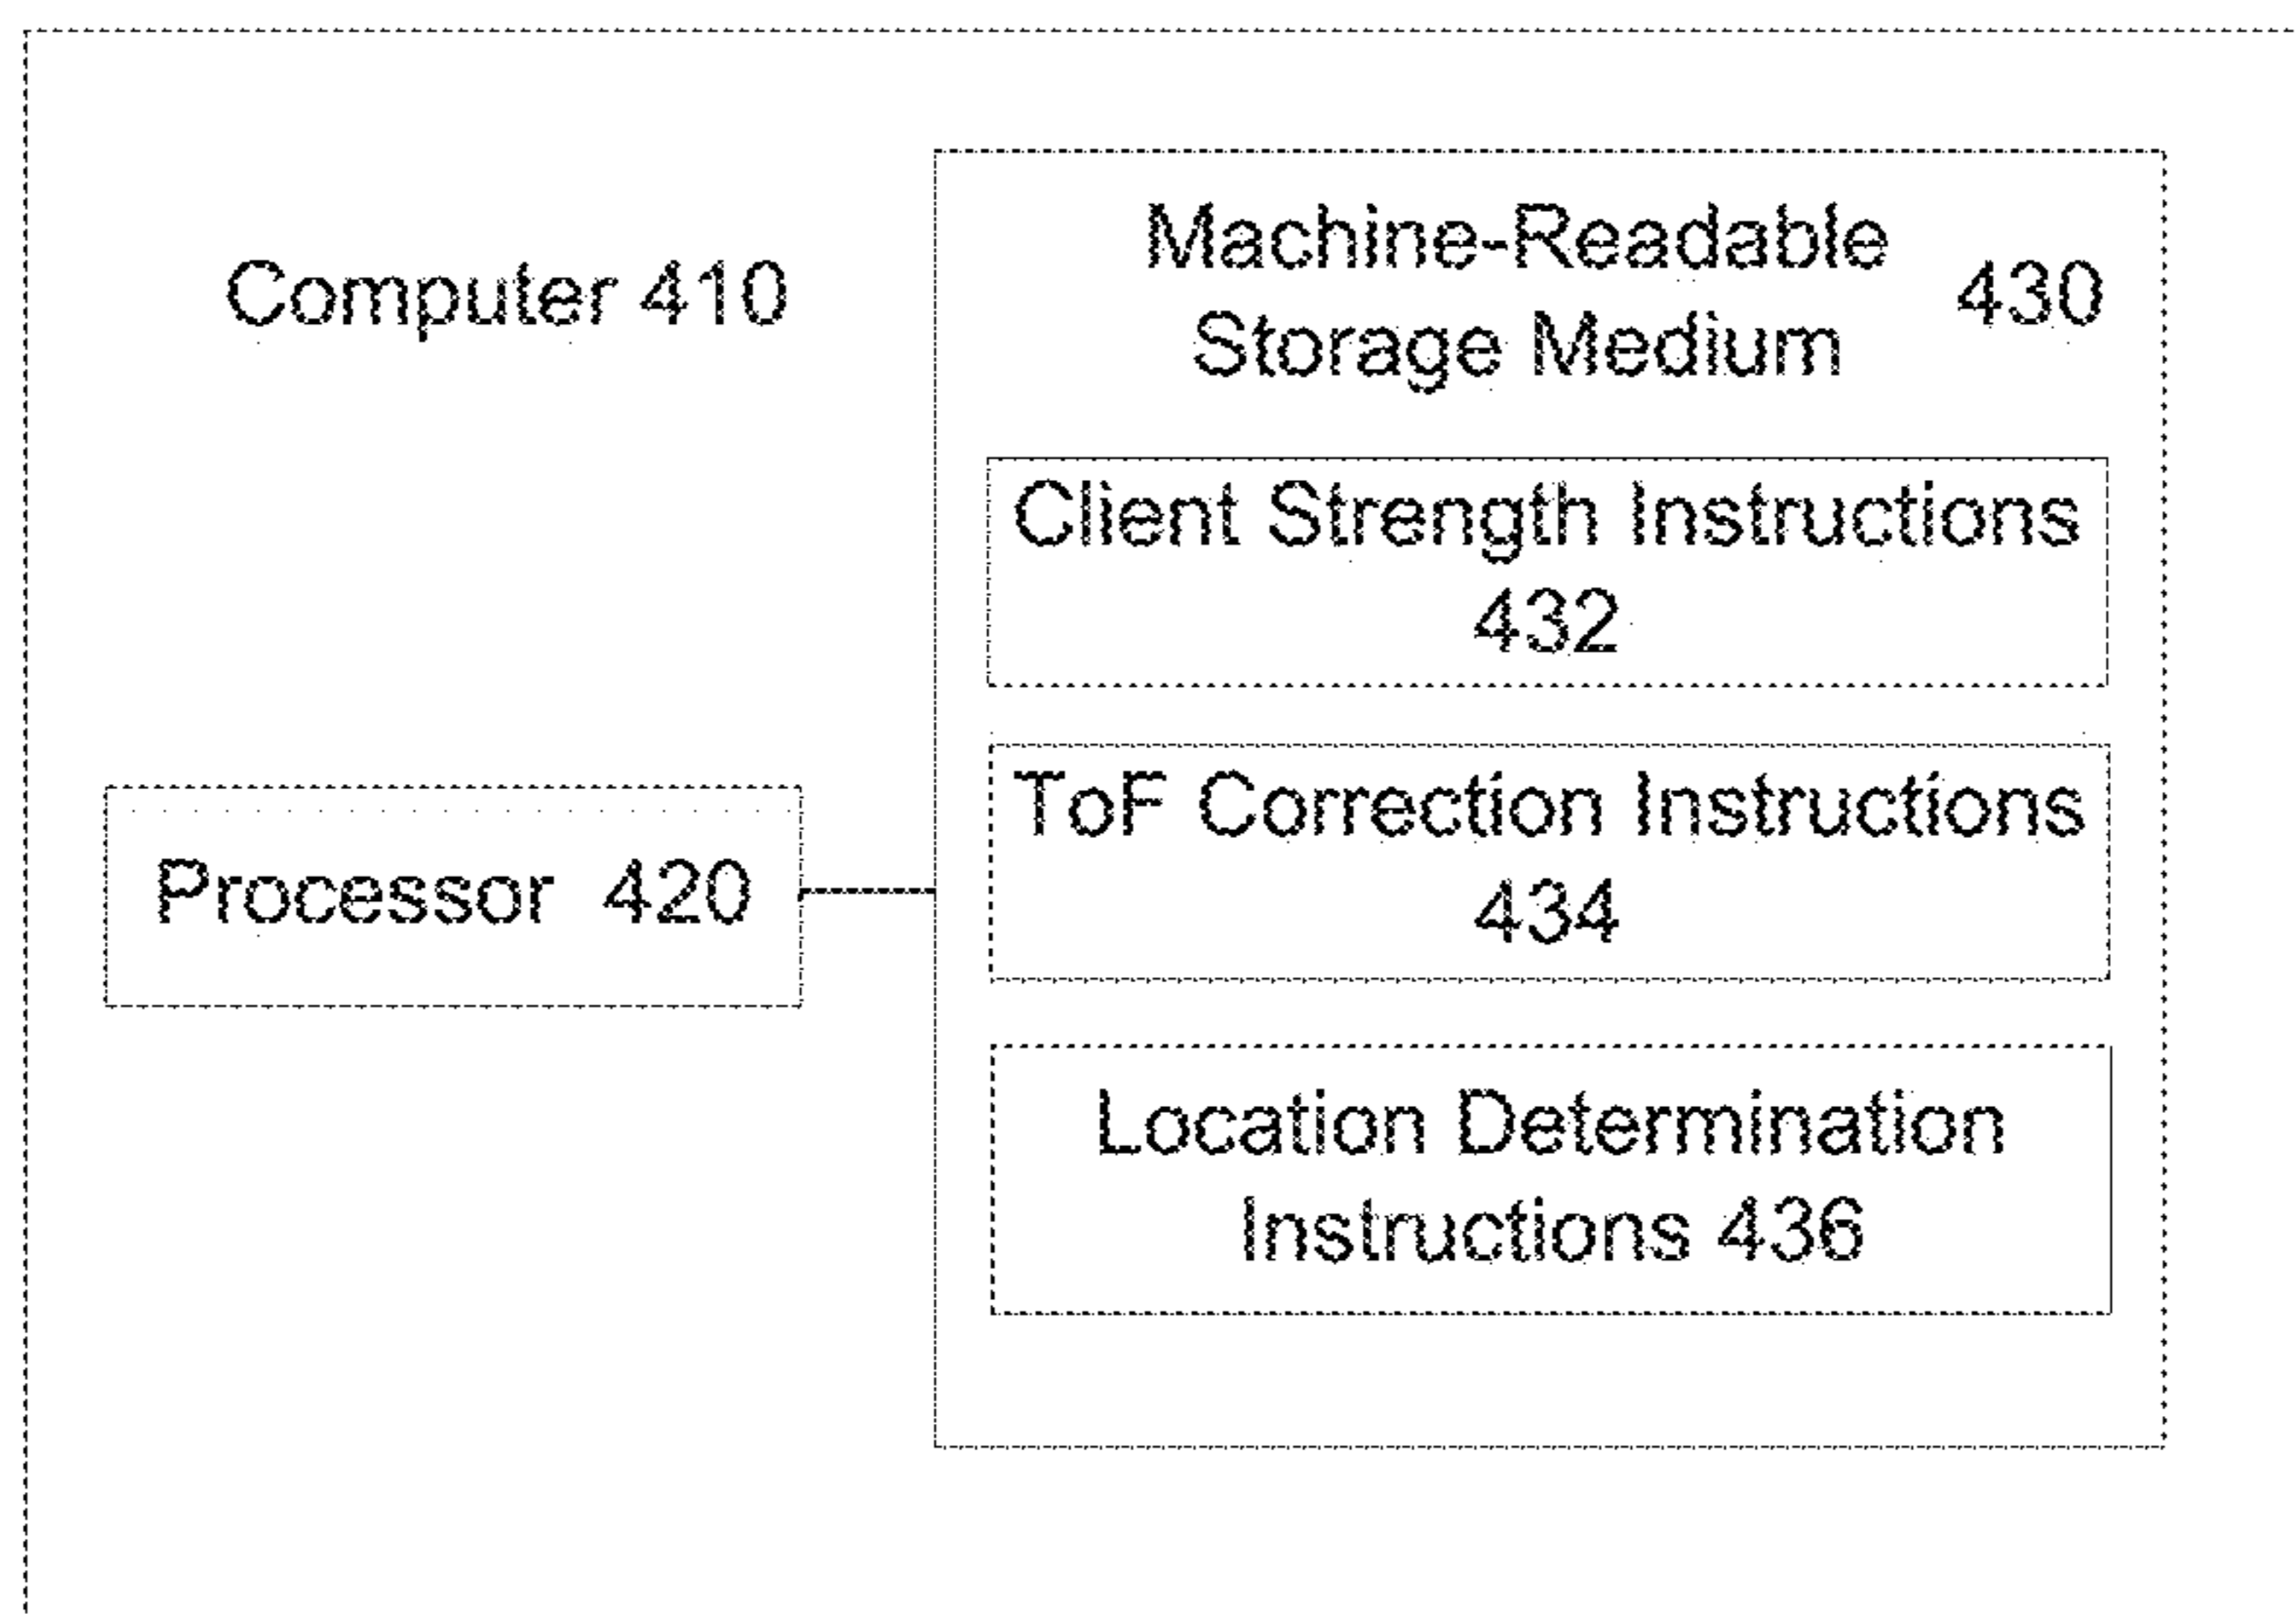 Computer 410
Machine-Readable
Storage Medium
430
Client Strength Instructions
432
ToF Correction Instructions
434
Processor 420
Location Determination
Instructions 436